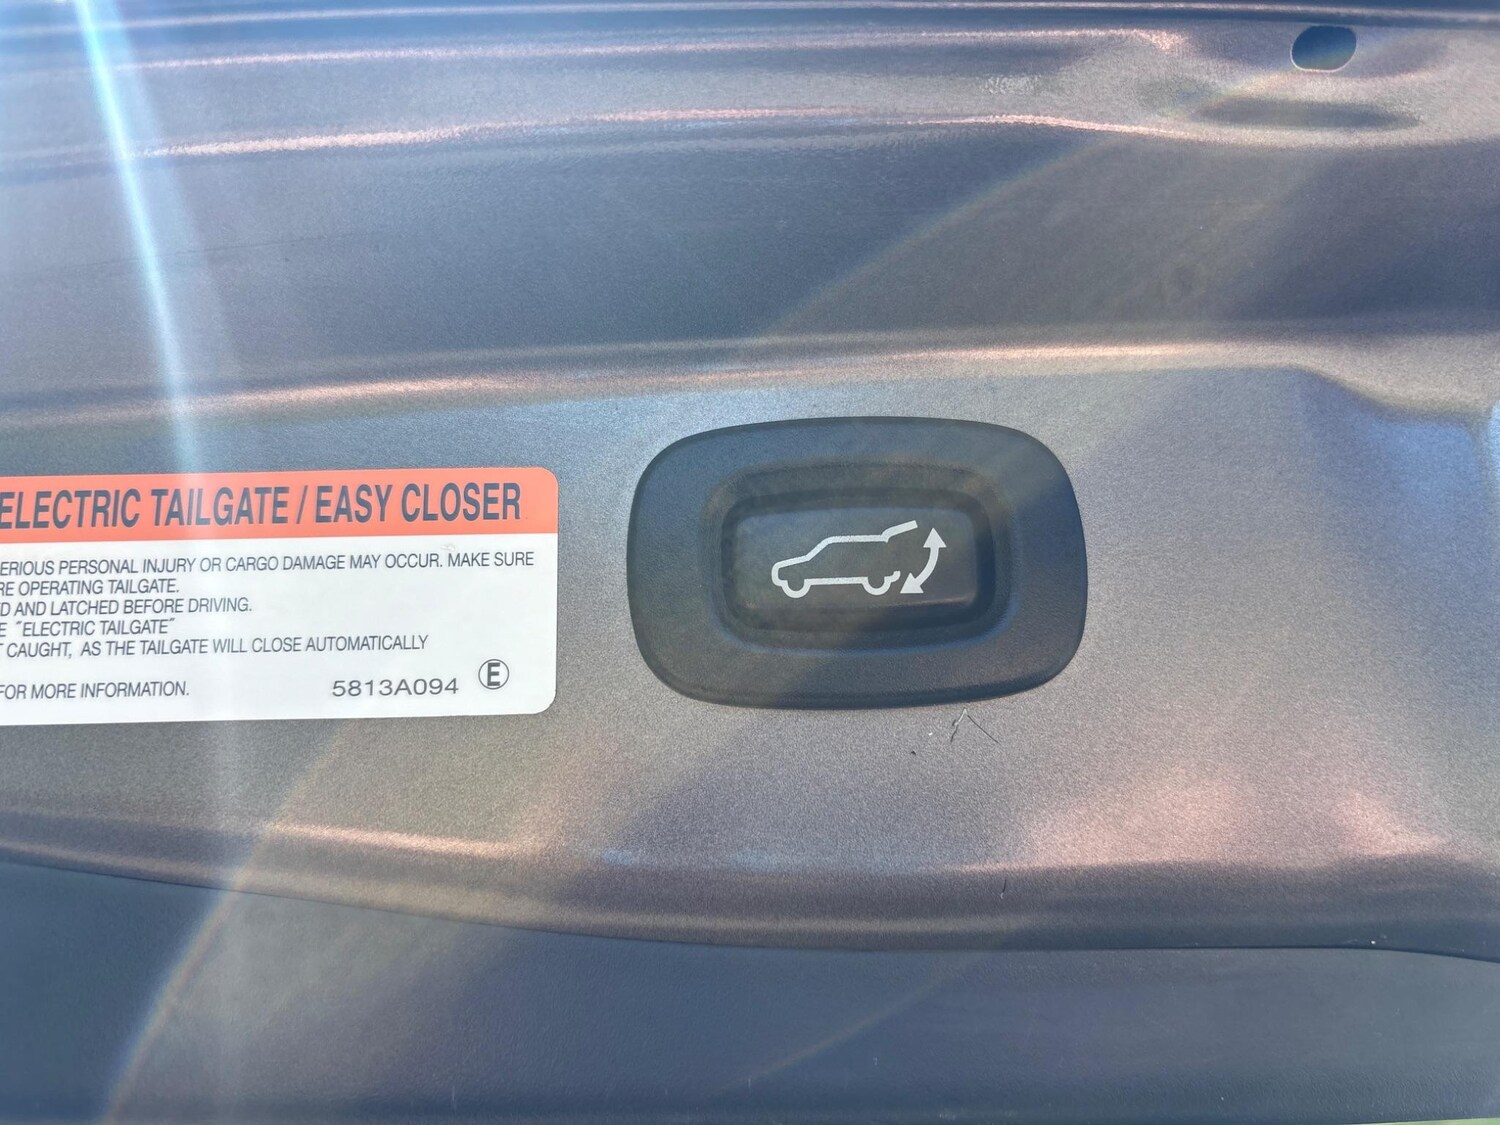 ELECTRIC TAILGATE / EASY CLOSER
ERIOUS PERSONAL INJURY OR CARGO DAMAGE MAY OCCUR. MAKE SURE
RE OPERATING TAILGATE.
D AND LATCHED BEFORE DRIVING.
E "ELECTRIC TAILGATE"
T CAUGHT, AS THE TAILGATE WILL CLOSE AUTOMATICALLY
FOR MORE INFORMATION.
5813A094 E